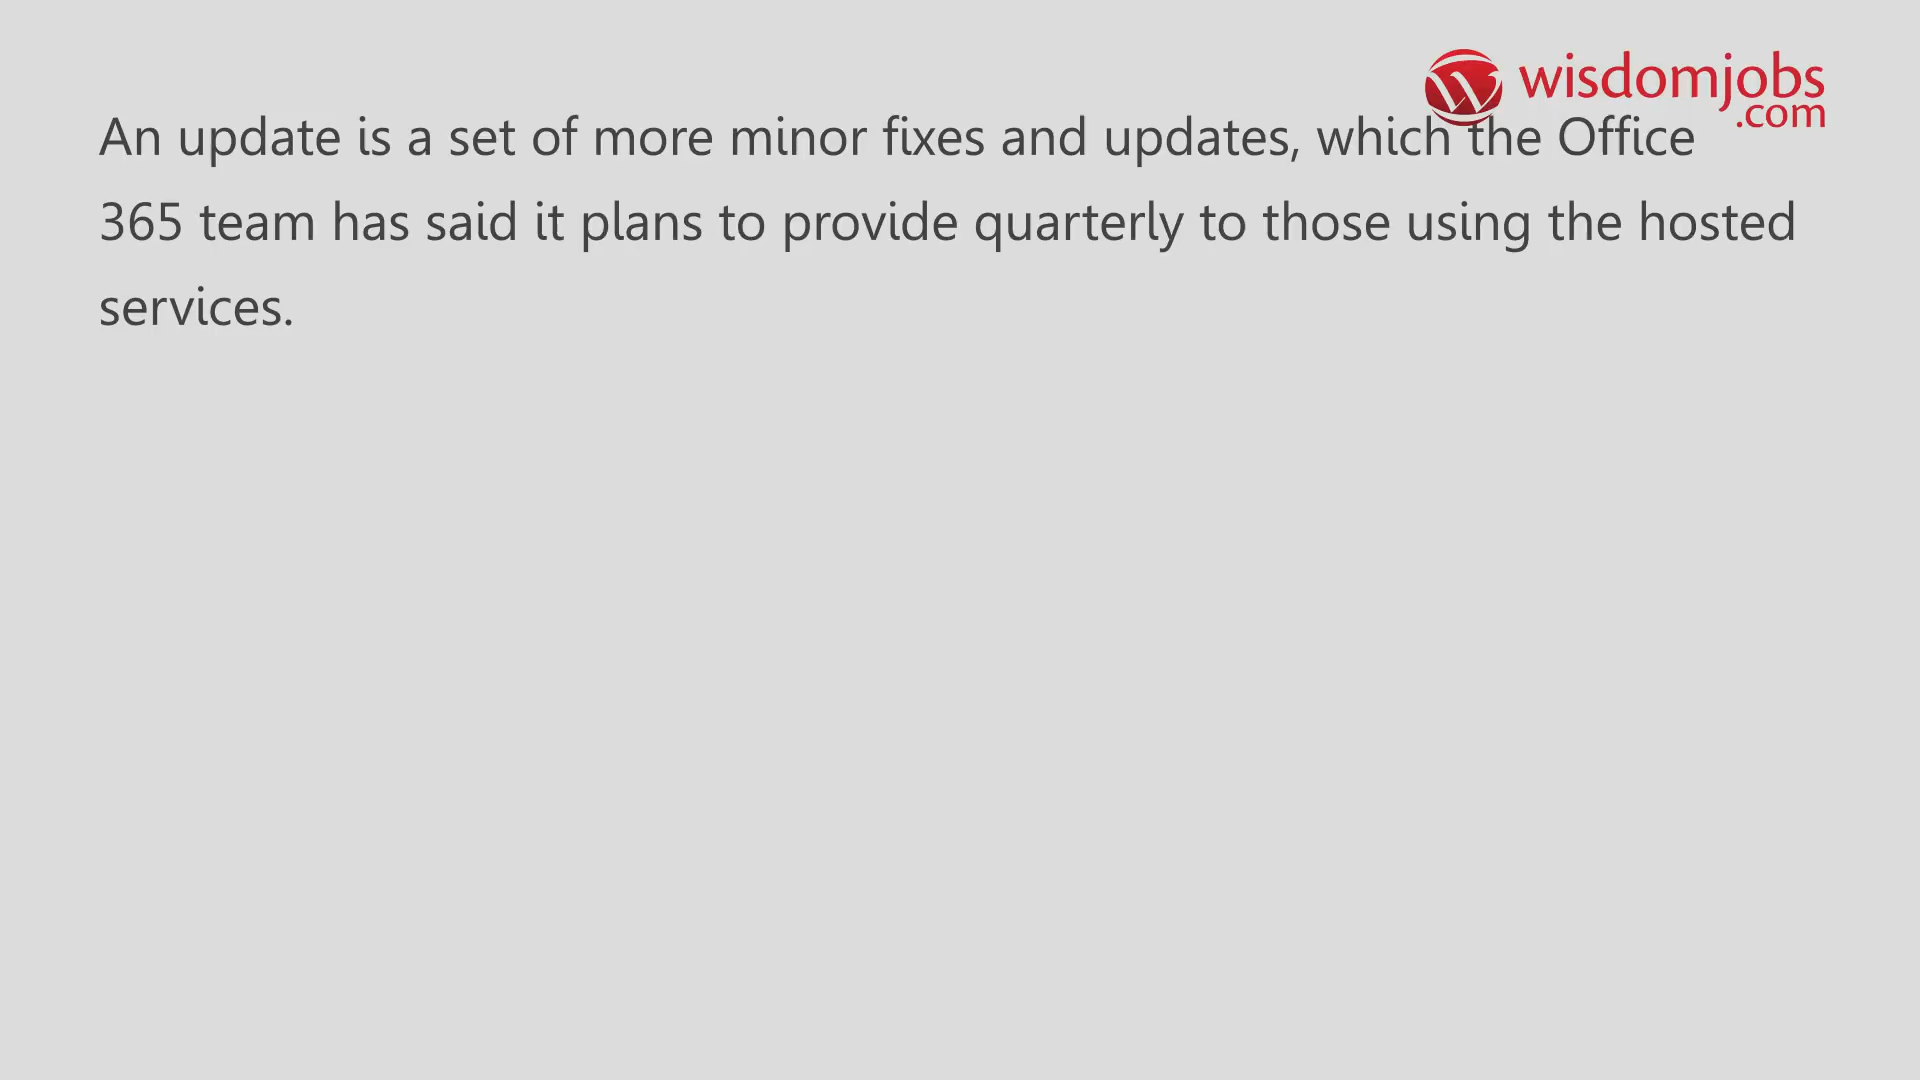 wisdomjobs
.com
An update is a set of more minor fixes and updates, which the Office
365 team has said it plans to provide quarterly to those using the hosted
services.